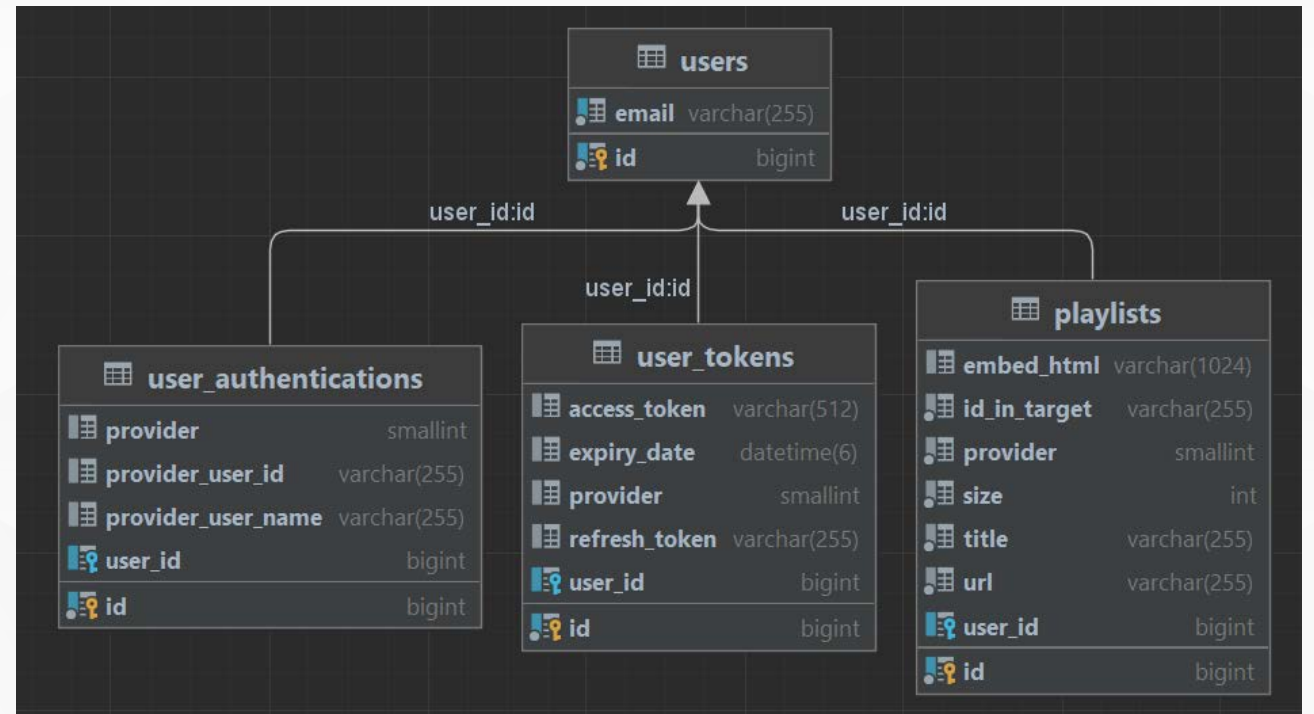 users
email varchar(255)
id bigint
user_id:id
user_id:id
user_id:id
user_authentications
provider smallint
provider_user_id varchar(255)
provider_user_name varchar(255)
user_id bigint
id bigint
user_tokens
access_token varchar(512)
expiry_date datetime(6)
provider smallint
refresh_token varchar(255)
user_id bigint
id bigint
playlists
embed_html varchar(1024)
id_in_target varchar(255)
provider smallint
size int
title varchar(255)
url varchar(255)
user_id bigint
id bigint